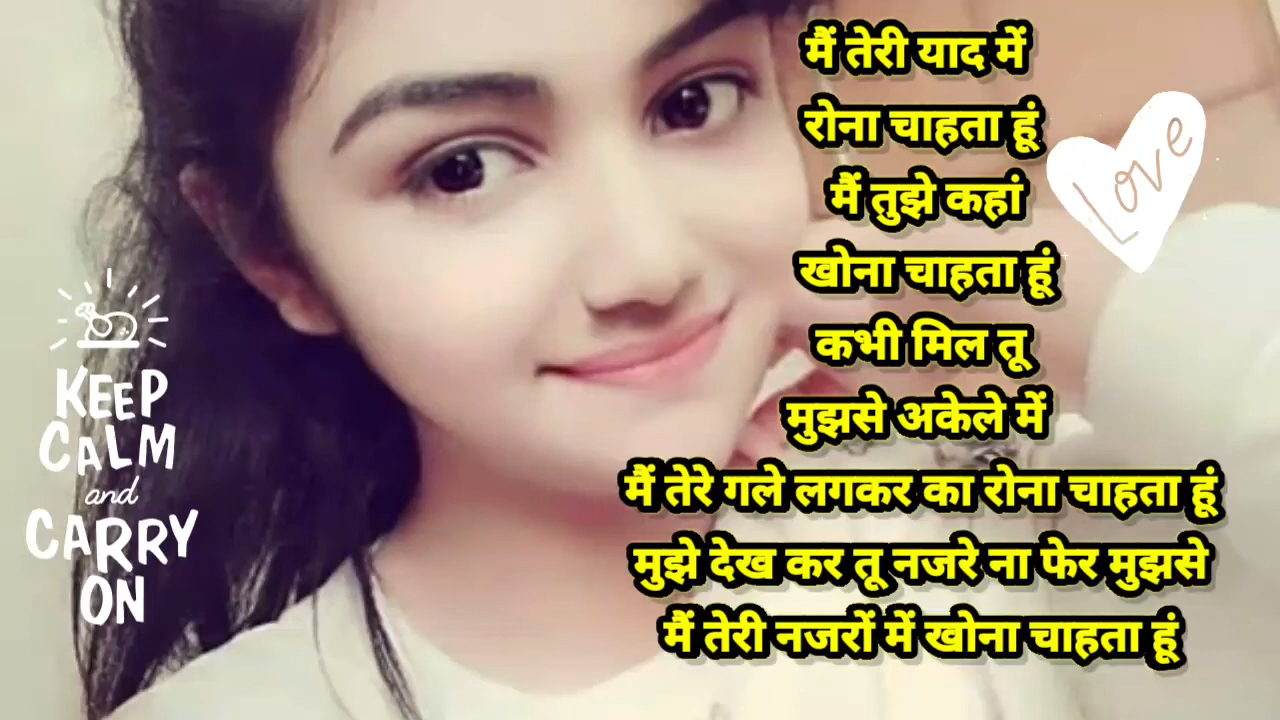 मैं तेरी याद में
रोना चाहता हूं
मैं तुझे कहां
खोना चाहता हूं
कभी मिल तू
मुझसे अकेले में
मैं तेरे गले लगकर का रोना चाहता हूं
मुझे देख कर तू नजरे ना फेर मुझसे
मैं तेरी नजरों में खोना चाहता हूं
Love
KEEP
CALM
and
CARRY
ON